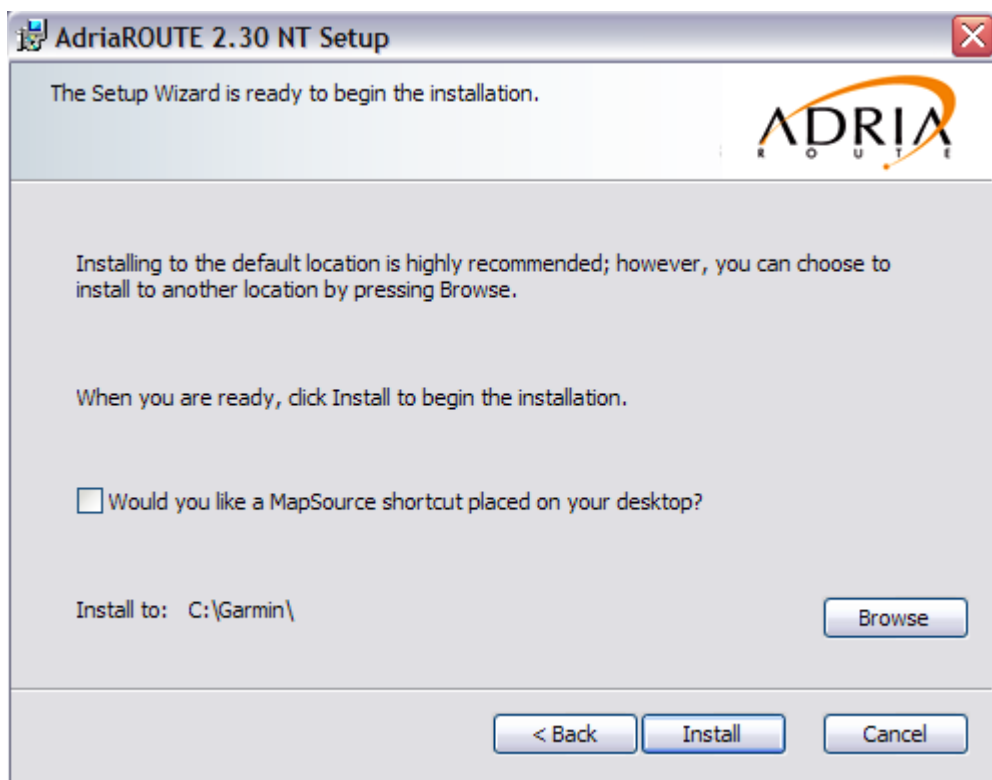 AdriaROUTE 2.30 NT Setup
The Setup Wizard is ready to begin the installation.
ADRIA
ROUTE
Installing to the default location is highly recommended; however, you can choose to
install to another location by pressing Browse.
When you are ready, click Install to begin the installation.
Would you like a MapSource shortcut placed on your desktop?
Install to: C:\Garmin\
Browse
< Back
Install
Cancel